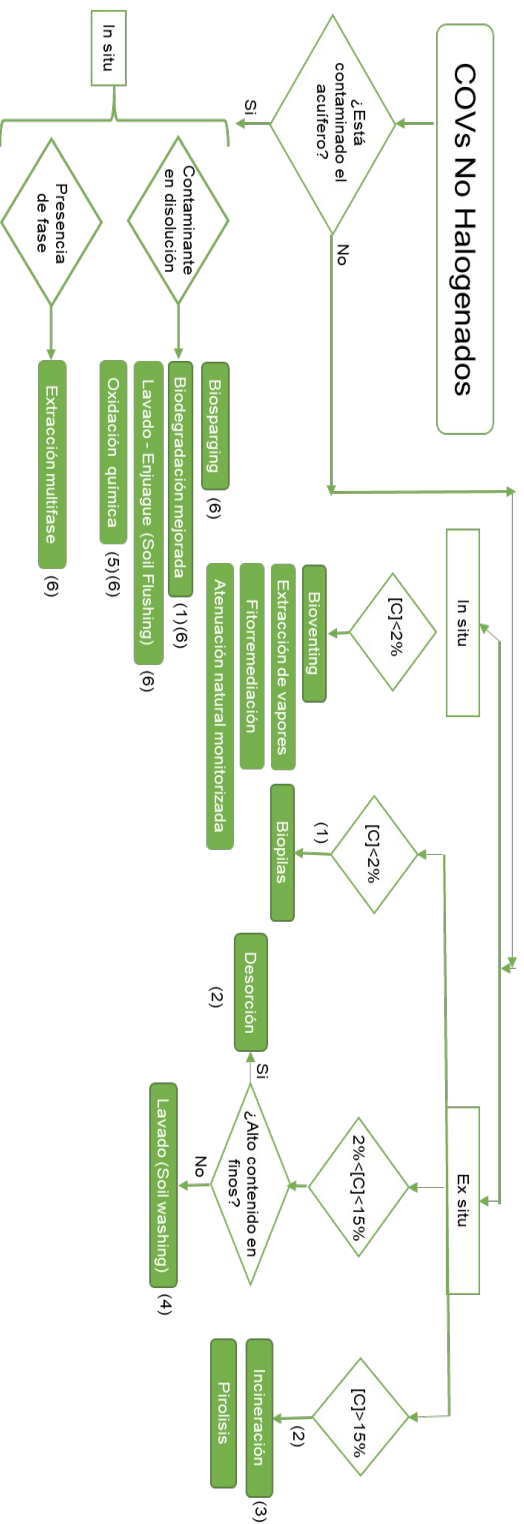 COVs No Halogenados
¿Está
contaminado el
acuífero?
Si
No
In situ
Contaminante
en disolución
Presencia
de fase
Biosparging
(6)
Biodegradación mejorada
(1)(6)
Lavado - Enjuague (Soil Flushing)
(6)
Oxidación química
(5)(6)
Extracción multifase
(6)
In situ
[C]<2%
Bioventing
Extracción de vapores
Fitorremediación
Atenuación natural monitorizada
Ex situ
[C]<2%
(1)
Biopilas
2%<[C]<15%
¿Alto contenido en
finos?
Si
No
Desorción
(2)
Lavado (Soil washing)
(4)
[C]>15%
(2)
Incineración
(3)
Pirolisis